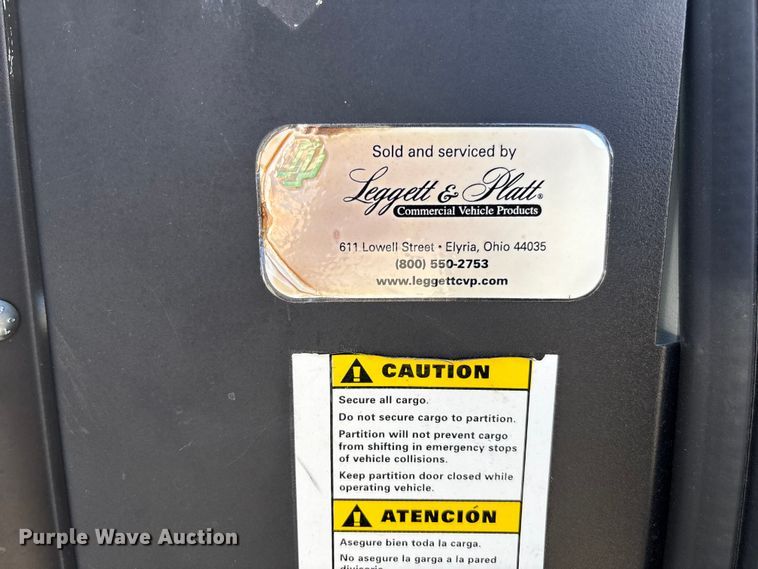 Sold and serviced by
Leggett & Platt®
Commercial Vehicle Products
611 Lowell Street • Elyria, Ohio 44035
(800) 550-2753
www.leggettcvp.com
CAUTION
Secure all cargo.
Do not secure cargo to partition.
Partition will not prevent cargo
from shifting in emergency stops
of vehicle collisions.
Keep partition door closed while
operating vehicle.
ATENCIÓN
Asegure bien toda la carga.
No asegure la garga a la pared
divisoria.
Purple Wave Auction